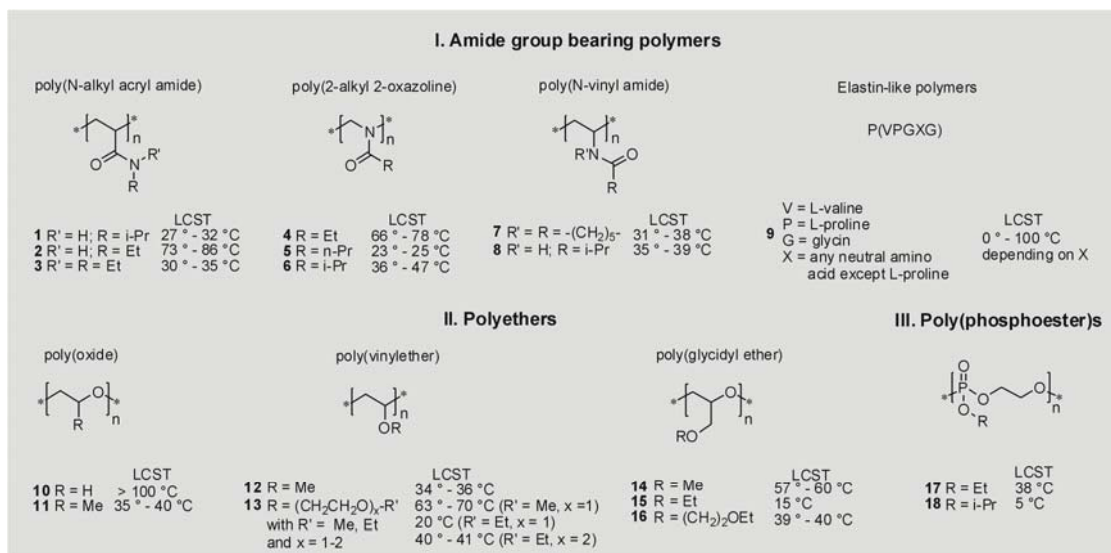 I. Amide group bearing polymers
poly(N-alkyl acryl amide)
*
n
*
O
N
R'
R
LCST
1 R' = H; R = i-Pr 27 ° - 32 °C
2 R' = H; R = Et 73 ° - 86 °C
3 R' = R = Et 30 ° - 35 °C
poly(2-alkyl 2-oxazoline)
*
N
n
*
O
R
LCST
4 R = Et 66 ° - 78 °C
5 R = n-Pr 23 ° - 25 °C
6 R = i-Pr 36 ° - 47 °C
poly(N-vinyl amide)
*
n
*
R'N
O
R
LCST
7 R' = R = -(CH2)5- 31 ° - 38 °C
8 R' = H; R = i-Pr 35 ° - 39 °C
Elastin-like polymers
P(VPGXG)
9
V = L-valine
P = L-proline
G = glycin
X = any neutral amino
acid except L-proline
LCST
0 ° - 100 °C
depending on X
II. Polyethers
poly(oxide)
*
O
n
*
R
LCST
10 R = H > 100 °C
11 R = Me 35 ° - 40 °C
poly(vinylether)
*
n
*
OR
LCST
12 R = Me 34 ° - 36 °C
13 R = (CH2CH2O)x-R' 63 ° - 70 °C (R' = Me, x =1)
with R' = Me, Et 20 °C (R' = Et, x = 1)
and x = 1-2 40 ° - 41 °C (R' = Et, x = 2)
poly(glycidyl ether)
*
O
n
*
RO
LCST
14 R = Me 57 ° - 60 °C
15 R = Et 15 °C
16 R = (CH2)2OEt 39 ° - 40 °C
III. Poly(phosphoester)s
O
*
P
O
O
n
*
O
R
LCST
17 R = Et 38 °C
18 R = i-Pr 5 °C